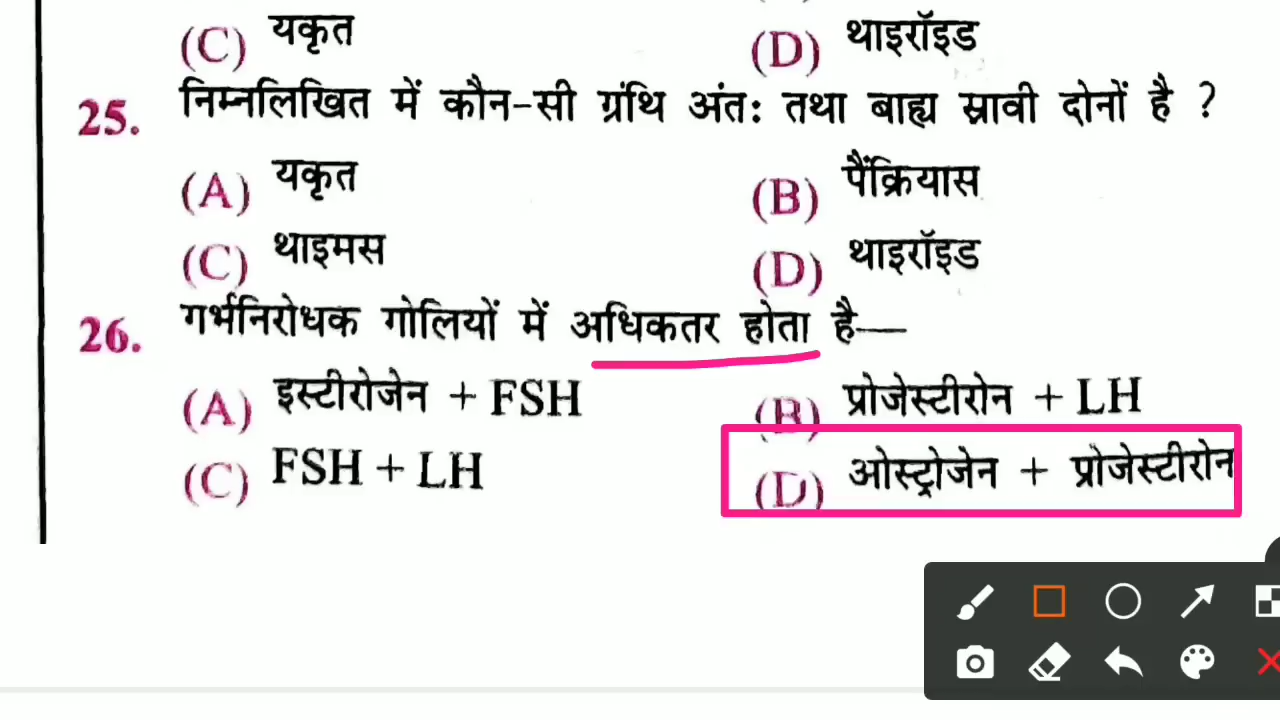 (C) यकृत (D) थाइरॉइड
25. निम्नलिखित में कौन-सी ग्रंथि अंतः तथा बाह्य स्रावी दोनों है ?
(A) यकृत (B) पैंक्रियास
(C) थाइमस (D) थाइरॉइड
26. गर्भनिरोधक गोलियों में अधिकतर होता है—
(A) इस्टीरोजेन + FSH (B) प्रोजेस्टीरोन + LH
(C) FSH + LH (D) ओस्ट्रोजेन + प्रोजेस्टीरोन